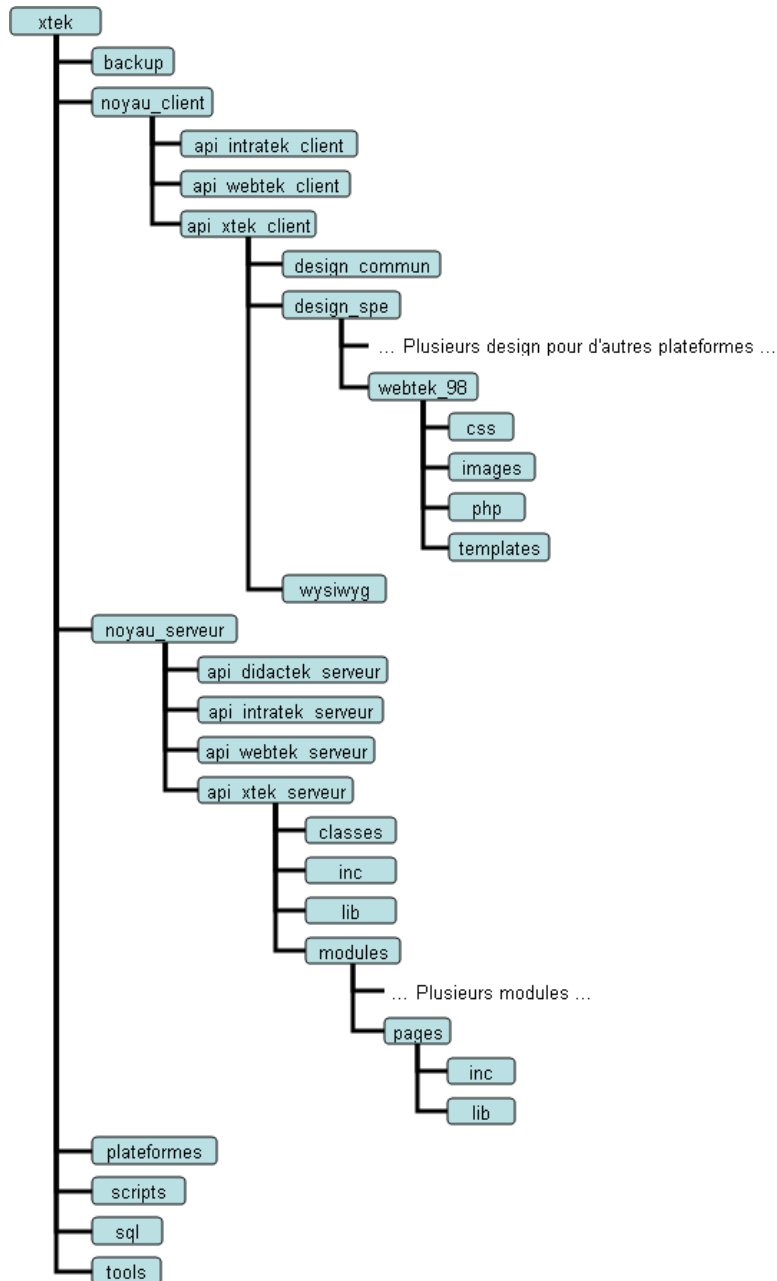 xtek
backup
noyau_client
api_intratek_client
api_webtek_client
api_xtek_client
design_commun
design_spe
... Plusieurs design pour d'autres plateformes ...
webtek_98
css
images
php
templates
wysiwyg
noyau_serveur
api_didactek_serveur
api_intratek_serveur
api_webtek_serveur
api_xtek_serveur
classes
inc
lib
modules
... Plusieurs modules ...
pages
inc
lib
plateformes
scripts
sql
tools